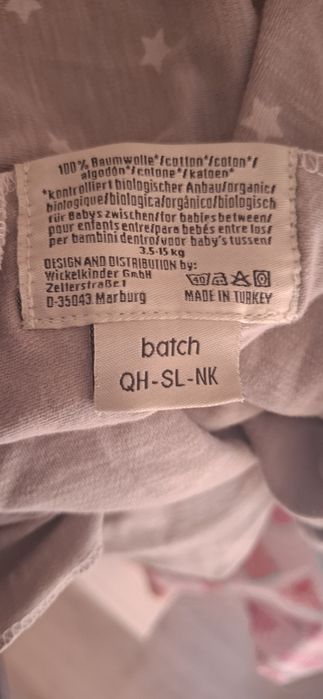 100% Baumwolle*/cotton*/coton*/
algodón*/cotone*/katoen*
*kontrolliert biologischer Anbau/organic/
biologique/biologica/orgánico/biologisch
für Babys zwischen/for babies between/
pour enfants entre/para bebés entre los/
per bambini dentro/voor baby's tussen/
3.5-15 kg
DESIGN AND DISTRIBUTION by:
Wickelkinder GmbH
Zellerstraße 1
D-35043 Marburg
40
MADE IN TURKEY
batch
QH-SL-NK